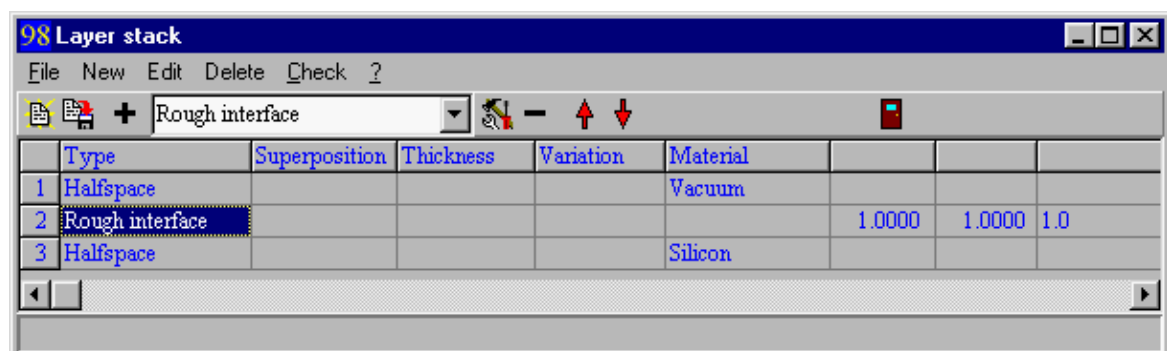 98 Layer stack
File New Edit Delete Check ?
Rough interface
Type Superposition Thickness Variation Material
1 Halfspace Vacuum
2 Rough interface 1.0000 1.0000 1.0
3 Halfspace Silicon